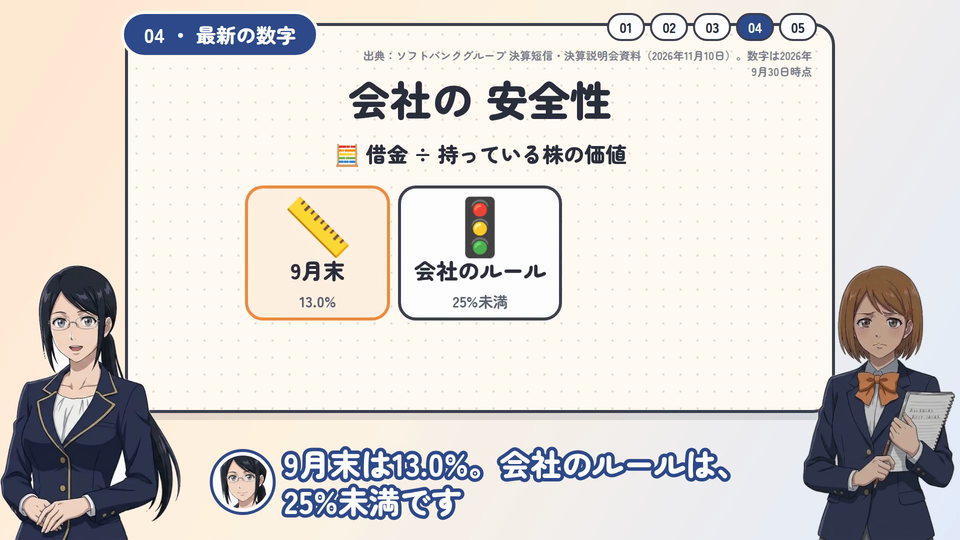 04 ・ 最新の数字
01 02 03 04 05
出典：ソフトバンクグループ 決算短信・決算説明会資料（2026年11月10日）。数字は2026年
9月30日時点
会社の 安全性
借金 ÷ 持っている株の価値
9月末
13.0%
会社のルール
25%未満
9月末は13.0%。会社のルールは、
25%未満です